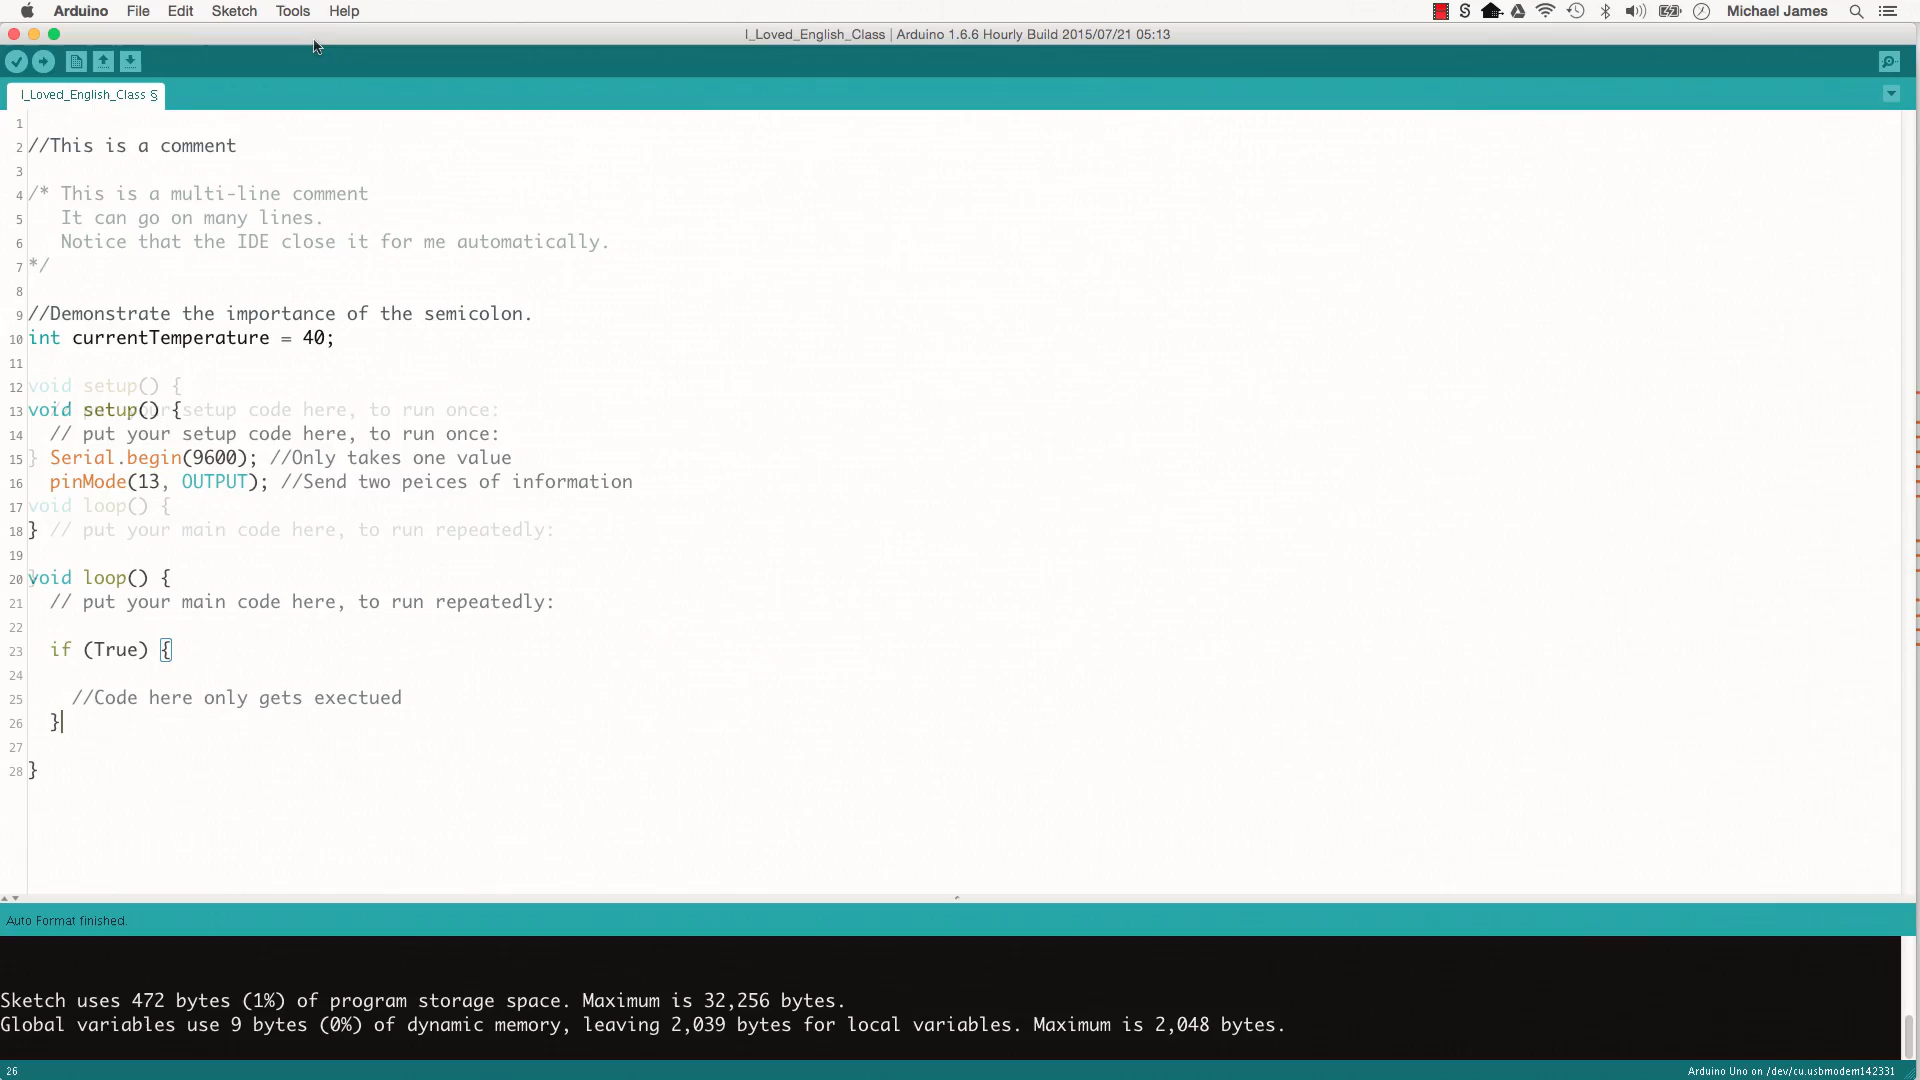 Arduino File Edit Sketch Tools Help Michael James
I_Loved_English_Class | Arduino 1.6.6 Hourly Build 2015/07/21 05:13
I_Loved_English_Class §
1
2 //This is a comment
3
4 /* This is a multi-line comment
5 It can go on many lines.
6 Notice that the IDE close it for me automatically.
7 */
8
9 //Demonstrate the importance of the semicolon.
10 int currentTemperature = 40;
11
12 void setup() {
13 void setup() { setup code here, to run once:
14 // put your setup code here, to run once:
15 } Serial.begin(9600); //Only takes one value
16 pinMode(13, OUTPUT); //Send two peices of information
17 void loop() {
18 } // put your main code here, to run repeatedly:
19
20 void loop() {
21 // put your main code here, to run repeatedly:
22
23 if (True) {
24
25 //Code here only gets exectued
26 }
27
28 }
Auto Format finished.
Sketch uses 472 bytes (1%) of program storage space. Maximum is 32,256 bytes.
Global variables use 9 bytes (0%) of dynamic memory, leaving 2,039 bytes for local variables. Maximum is 2,048 bytes.
26 Arduino Uno on /dev/cu.usbmodem142331